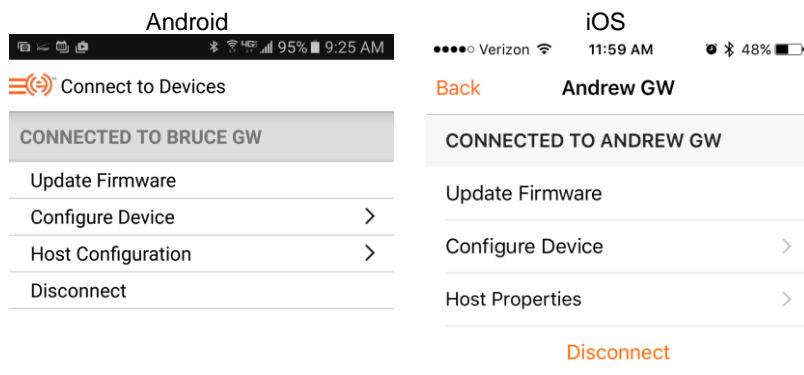 Android
4G 95% 9:25 AM
Connect to Devices
CONNECTED TO BRUCE GW
Update Firmware
Configure Device
Host Configuration
Disconnect
iOS
Verizon 11:59 AM 48%
Back Andrew GW
CONNECTED TO ANDREW GW
Update Firmware
Configure Device
Host Properties
Disconnect